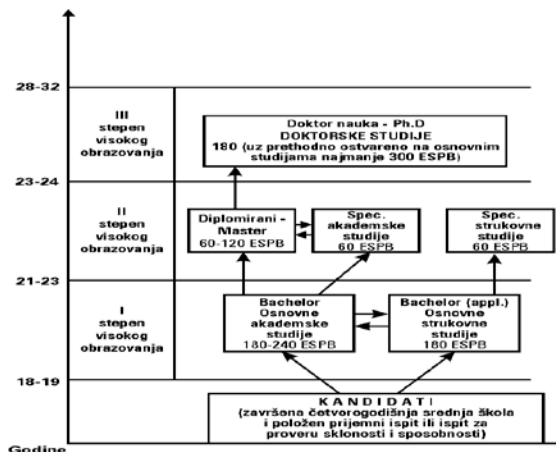 28-32
III
stepen
visokog
obrazovanja
Doktor nauka - Ph.D
DOKTORSKE STUDIJE
180 (uz prethodno ostvareno na osnovnim
studijama najmanje 300 ESPB)
23-24
II
stepen
visokog
obrazovanja
Diplomirani -
Master
60-120 ESPB
Spec.
akademske
studije
60 ESPB
Spec.
strukovne
studije
60 ESPB
21-23
I
stepen
visokog
obrazovanja
Bachelor
Osnovne
akademske
studije
180-240 ESPB
Bachelor (appl.)
Osnovne
strukovne
studije
180 ESPB
18-19
KANDIDATI
(završena četvorogodišnja srednja škola
i položen prijemni ispit ili ispit za
proveru sklonosti i sposobnosti)
Godine